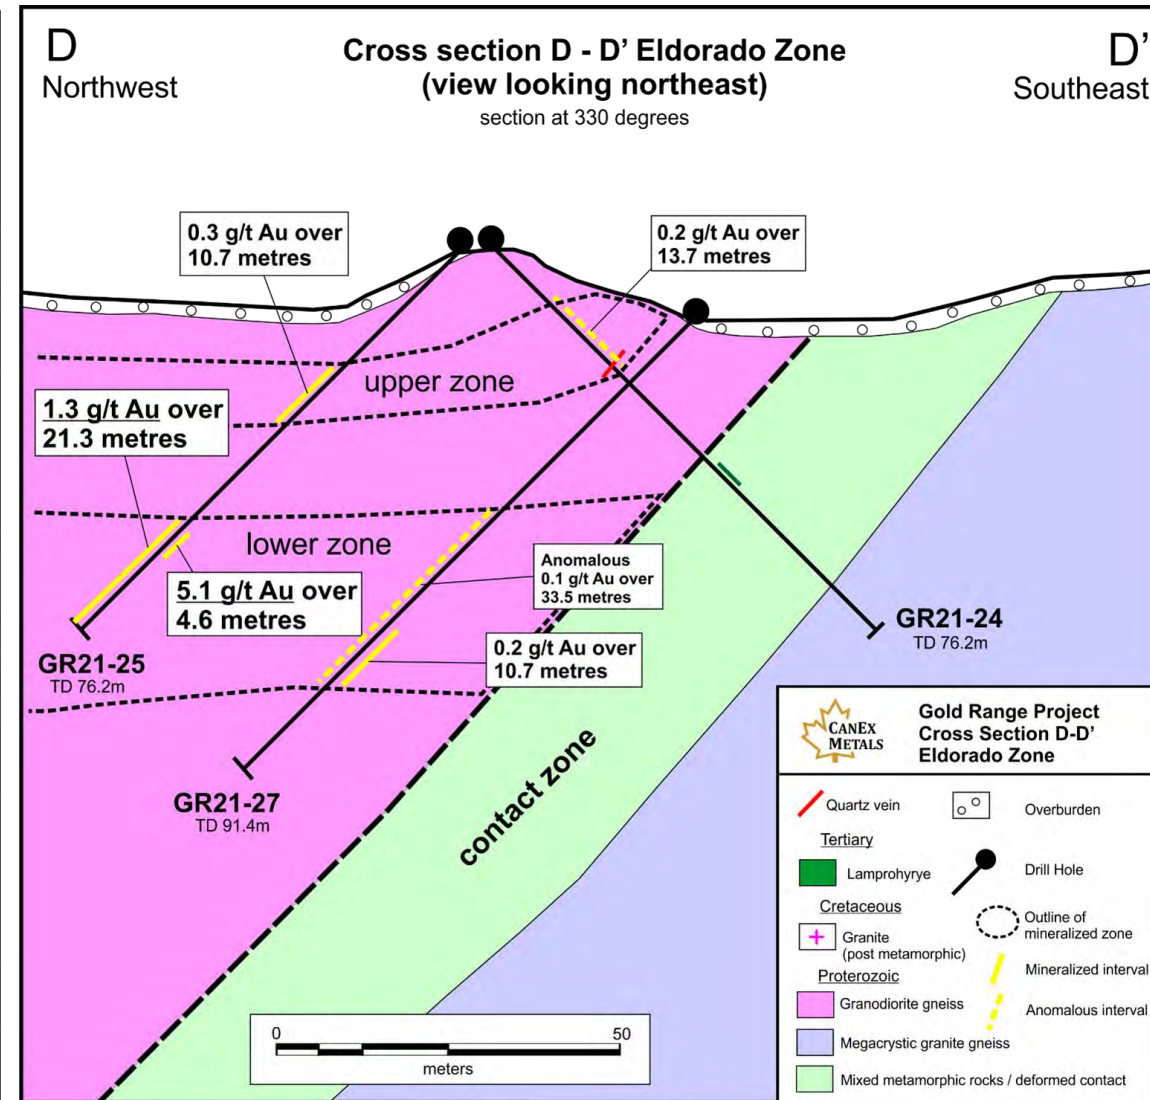 D
Northwest
Cross section D - D’ Eldorado Zone
(view looking northeast)
section at 330 degrees
D’
Southeast
0.3 g/t Au over
10.7 metres
0.2 g/t Au over
13.7 metres
upper zone
1.3 g/t Au over
21.3 metres
lower zone
5.1 g/t Au over
4.6 metres
Anomalous
0.1 g/t Au over
33.5 metres
0.2 g/t Au over
10.7 metres
GR21-24
TD 76.2m
GR21-25
TD 76.2m
GR21-27
TD 91.4m
contact zone
0
50
meters
CANEX
METALS
Gold Range Project
Cross Section D-D’
Eldorado Zone
Quartz vein
Overburden
Tertiary
Lamprohyrye
Drill Hole
Cretaceous
Granite
(post metamorphic)
Outline of
mineralized zone
Proterozoic
Mineralized interval
Granodiorite gneiss
Anomalous interval
Megacrystic granite gneiss
Mixed metamorphic rocks / deformed contact